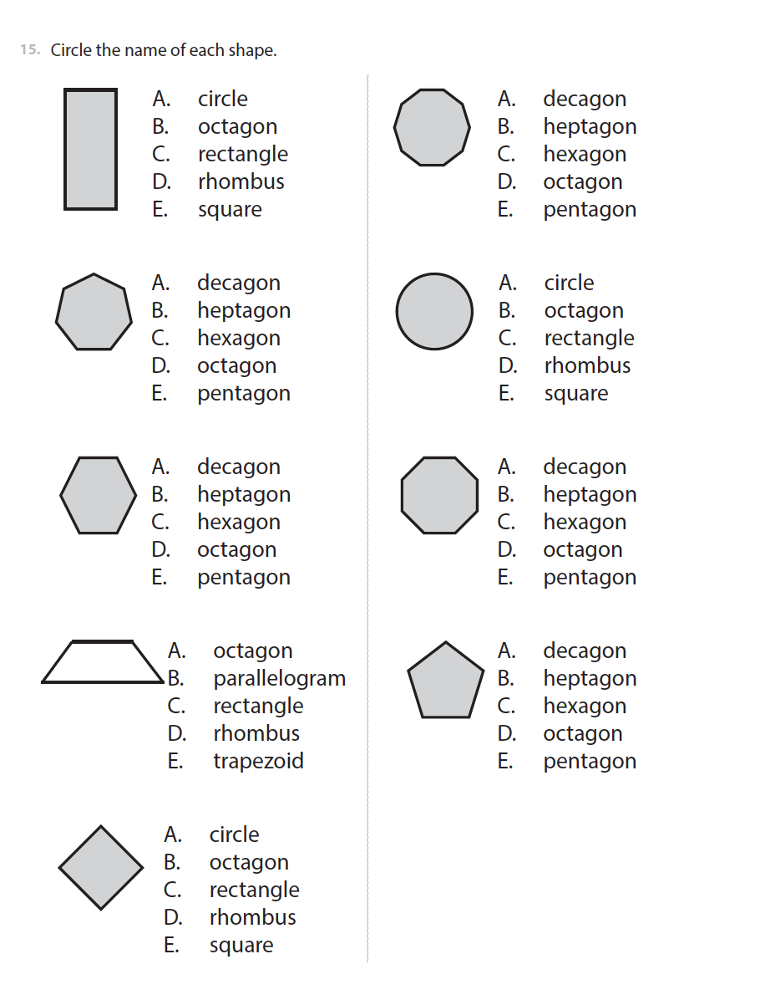 15. Circle the name of each shape.
A. circle
B. octagon
C. rectangle
D. rhombus
E. square
A. decagon
B. heptagon
C. hexagon
D. octagon
E. pentagon
A. decagon
B. heptagon
C. hexagon
D. octagon
E. pentagon
A. octagon
B. parallelogram
C. rectangle
D. rhombus
E. trapezoid
A. circle
B. octagon
C. rectangle
D. rhombus
E. square
A. decagon
B. heptagon
C. hexagon
D. octagon
E. pentagon
A. circle
B. octagon
C. rectangle
D. rhombus
E. square
A. decagon
B. heptagon
C. hexagon
D. octagon
E. pentagon
A. decagon
B. heptagon
C. hexagon
D. octagon
E. pentagon